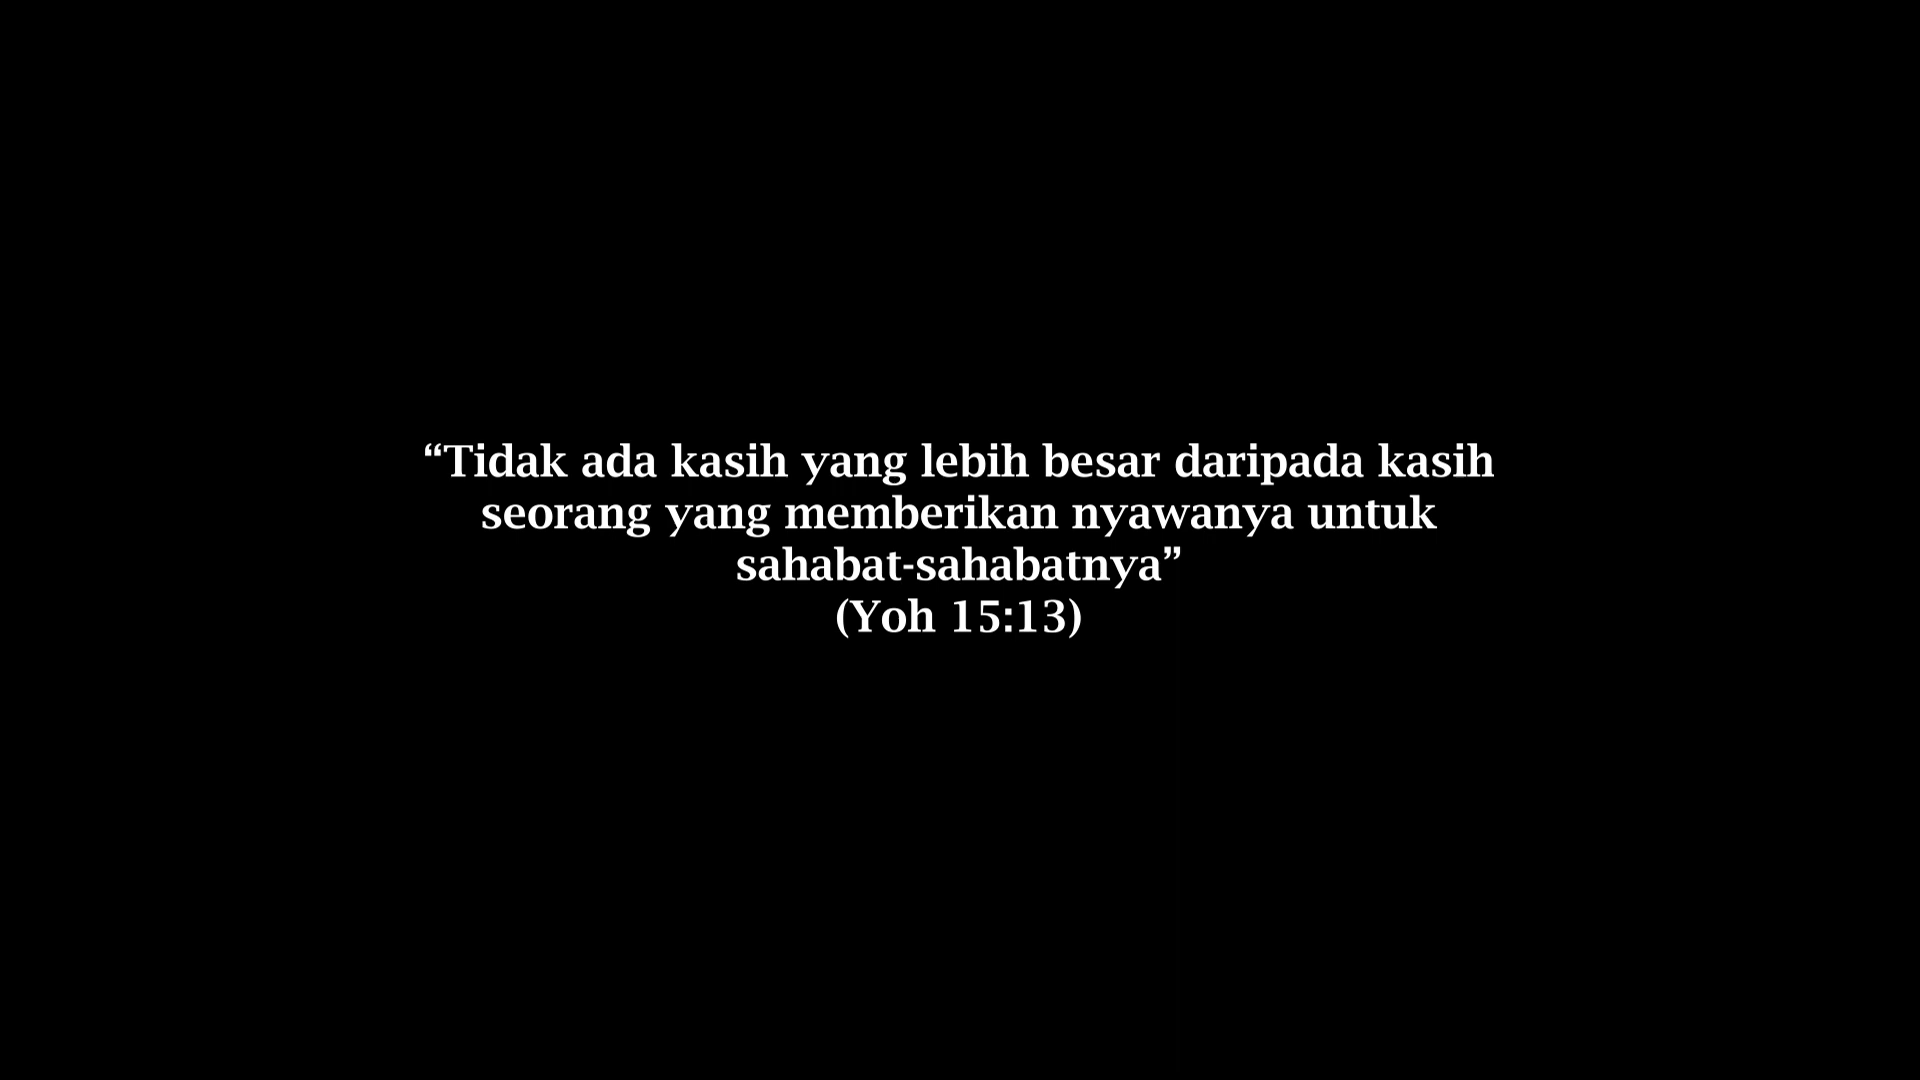 “Tidak ada kasih yang lebih besar daripada kasih
seorang yang memberikan nyawanya untuk
sahabat-sahabatnya”
(Yoh 15:13)